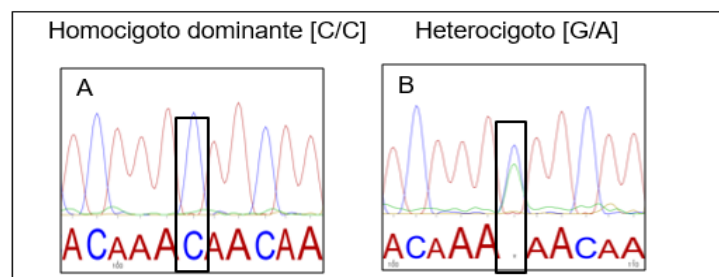 Homocigoto dominante [C/C]
Heterocigoto [G/A]
A
B
ACAAACAACAA
ACAAA.AACAA